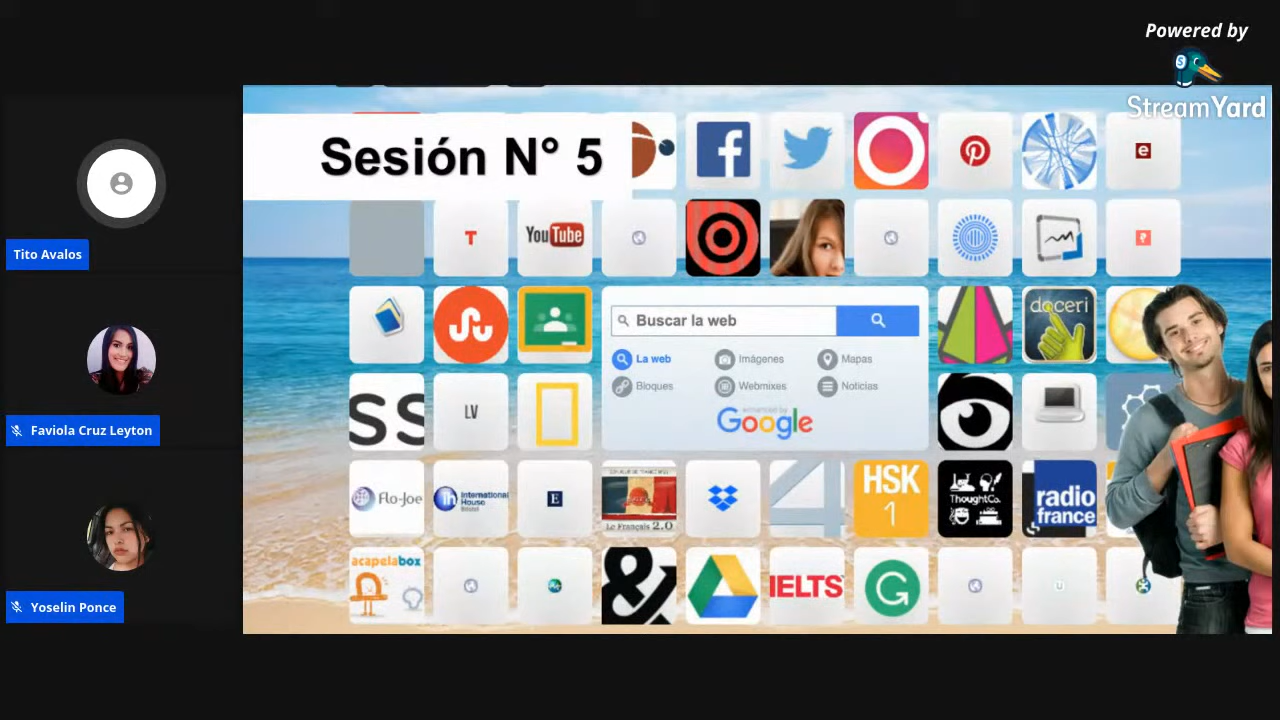 Powered by
StreamYard
Sesión N° 5
e
T
YouTube
Buscar la web
doceri
La web
Imágenes
Mapas
Bloques
Webmixes
Noticias
SS
LV
Google
Flo-Joe
International
House
Bristol
E
Le Français 2.0
HSK
1
ThoughtCo.
radio
france
acapelabox
&
IELTS
G
Tito Avalos
Faviola Cruz Leyton
Yoselin Ponce